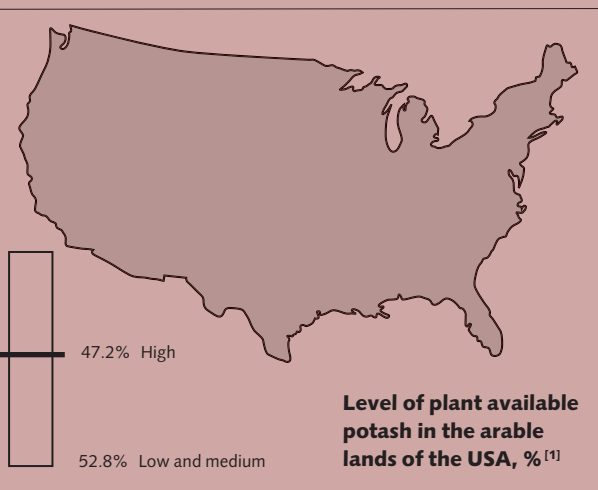 47.2% High
52.8% Low and medium
Level of plant available
potash in the arable
lands of the USA, % [1]